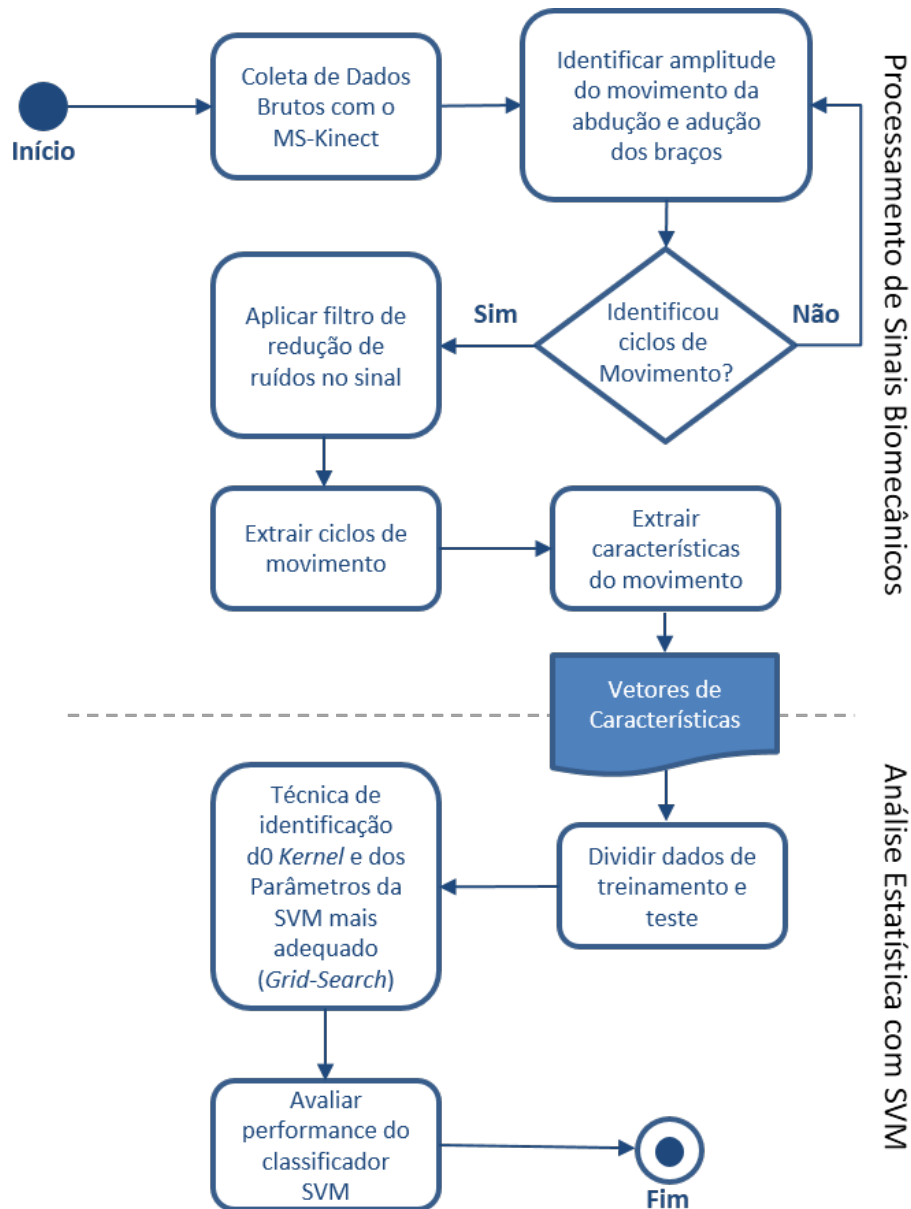 Início
Coleta de Dados
Brutos com o
MS-Kinect
Identificar amplitude
do movimento da
abdução e adução
dos braços
Identificou
ciclos de
Movimento?
Sim
Não
Aplicar filtro de
redução de
ruídos no sinal
Extrair ciclos de
movimento
Extrair
características
do movimento
Vetores de
Características
Processamento de Sinais Biomecânicos
Dividir dados de
treinamento e
teste
Técnica de
identificação
d0 Kernel e dos
Parâmetros da
SVM mais
adequado
(Grid-Search)
Avaliar
performance do
classificador
SVM
Fim
Análise Estatística com SVM